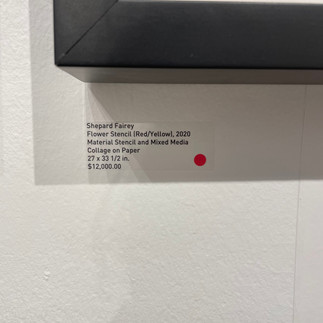 Shepard Fairey
Flower Stencil (Red/Yellow), 2020
Material Stencil and Mixed Media
Collage on Paper
27 x 33 1/2 in.
$12,000.00